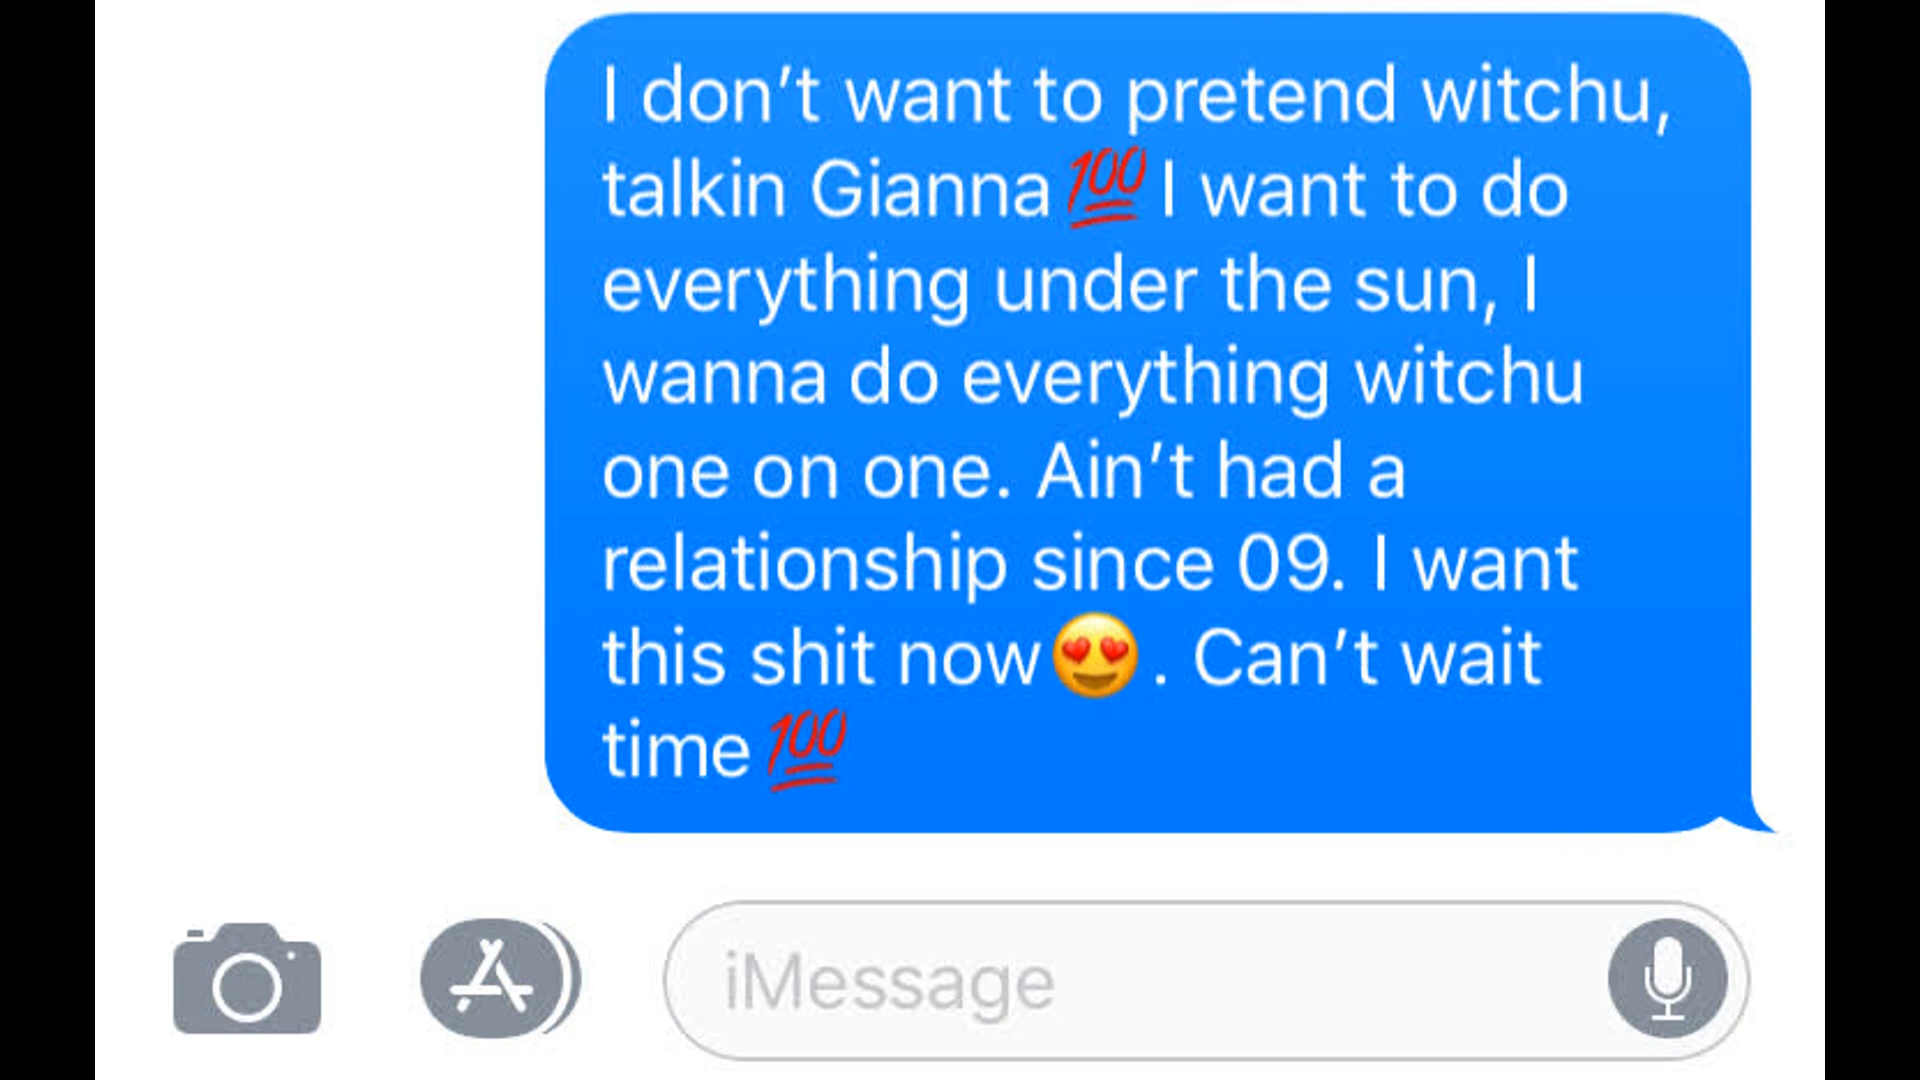 I don’t want to pretend witchu,
talkin Gianna💯I want to do
everything under the sun, I
wanna do everything witchu
one on one. Ain’t had a
relationship since 09. I want
this shit now😍. Can’t wait
time💯
iMessage